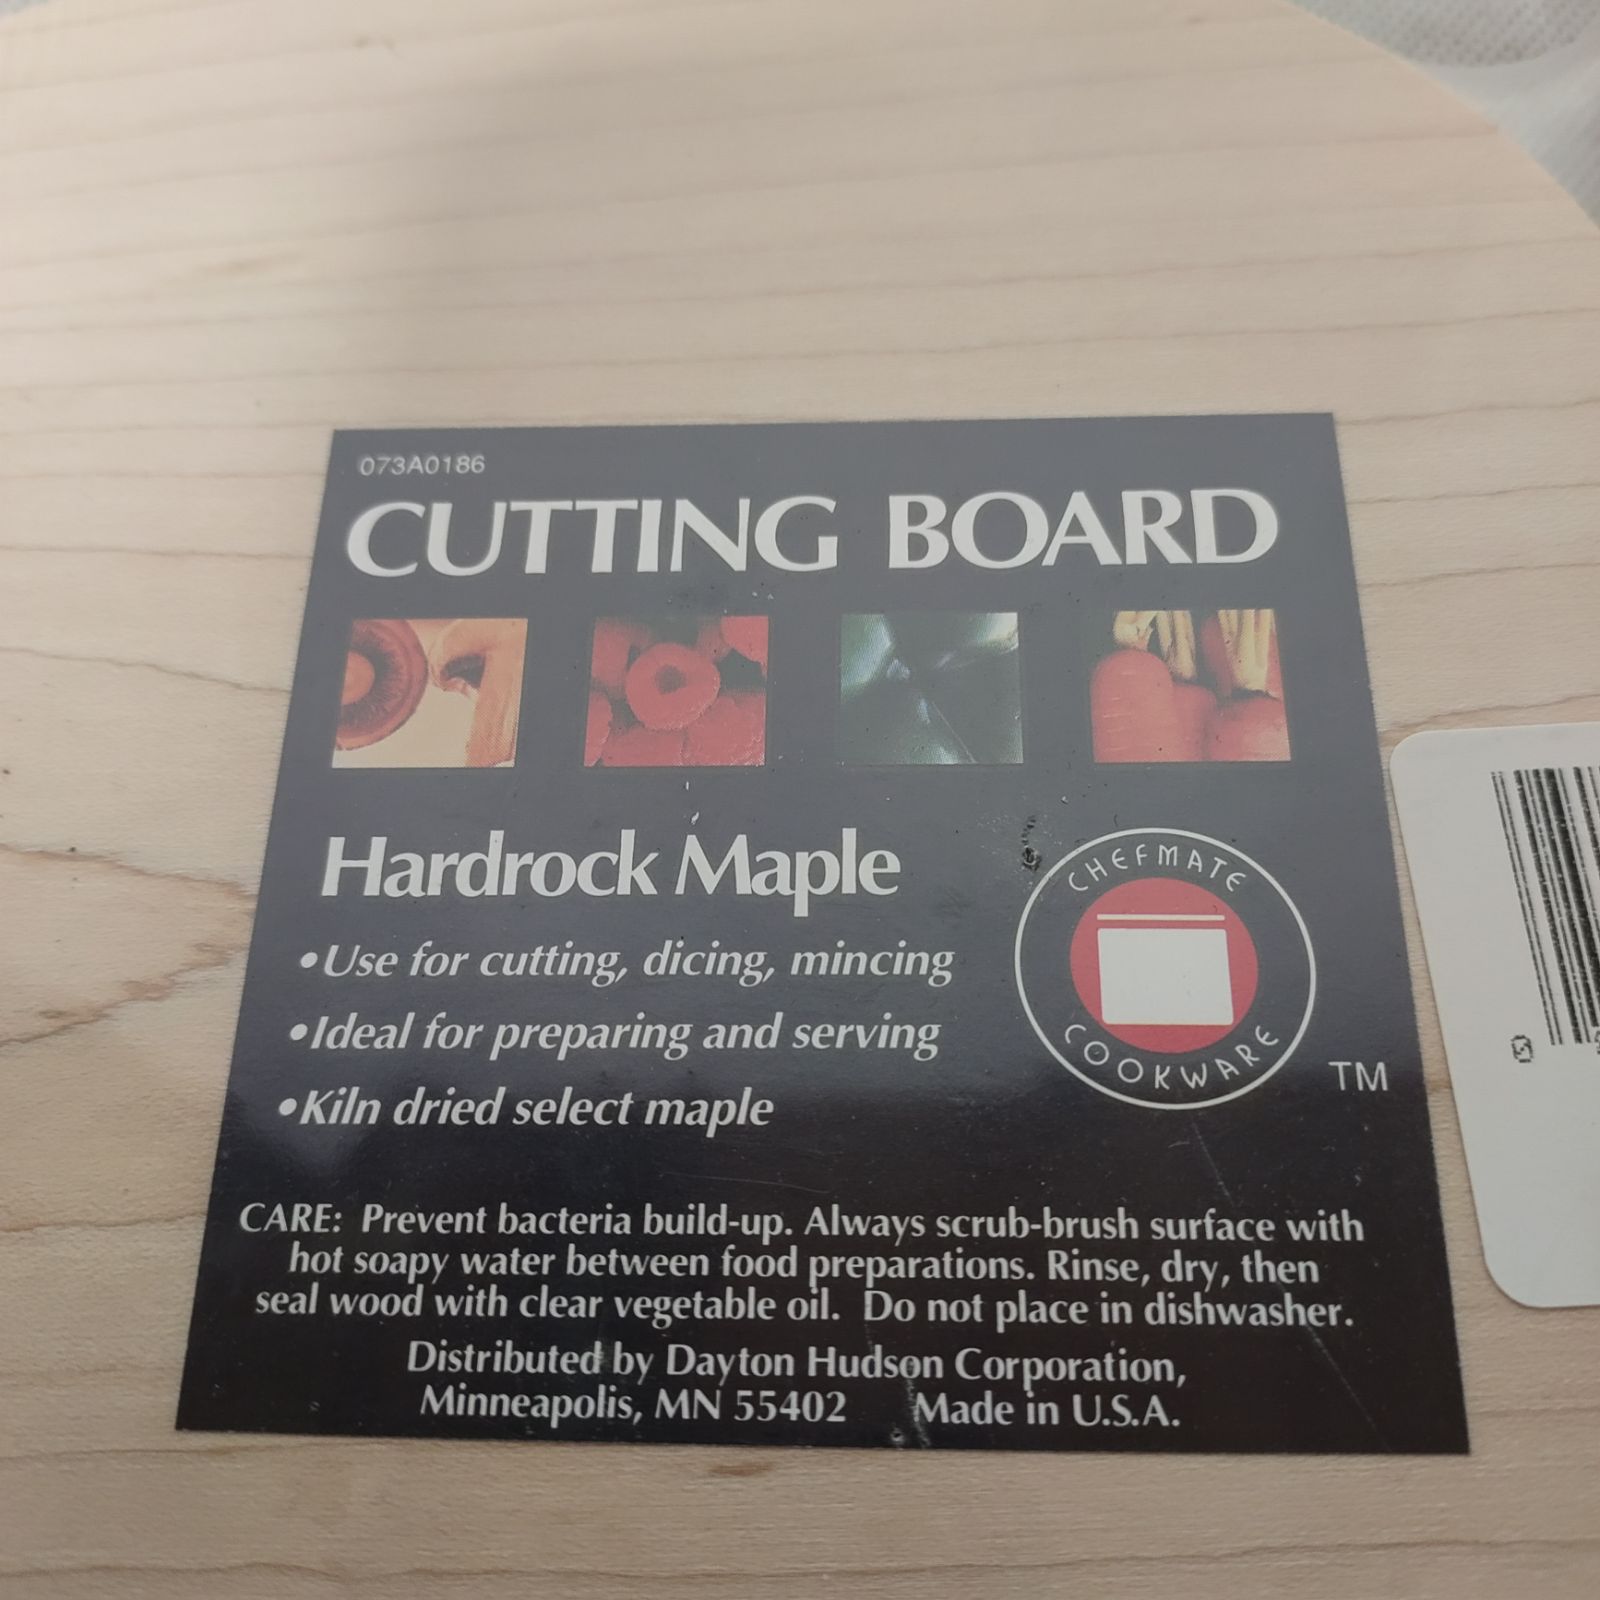 073A0186
CUTTING BOARD
Hardrock Maple
•Use for cutting, dicing, mincing
•Ideal for preparing and serving
•Kiln dried select maple
CHEFMATE
COOKWARE
TM
CARE: Prevent bacteria build-up. Always scrub-brush surface with
hot soapy water between food preparations. Rinse, dry, then
seal wood with clear vegetable oil. Do not place in dishwasher.
Distributed by Dayton Hudson Corporation,
Minneapolis, MN 55402 Made in U.S.A.
0